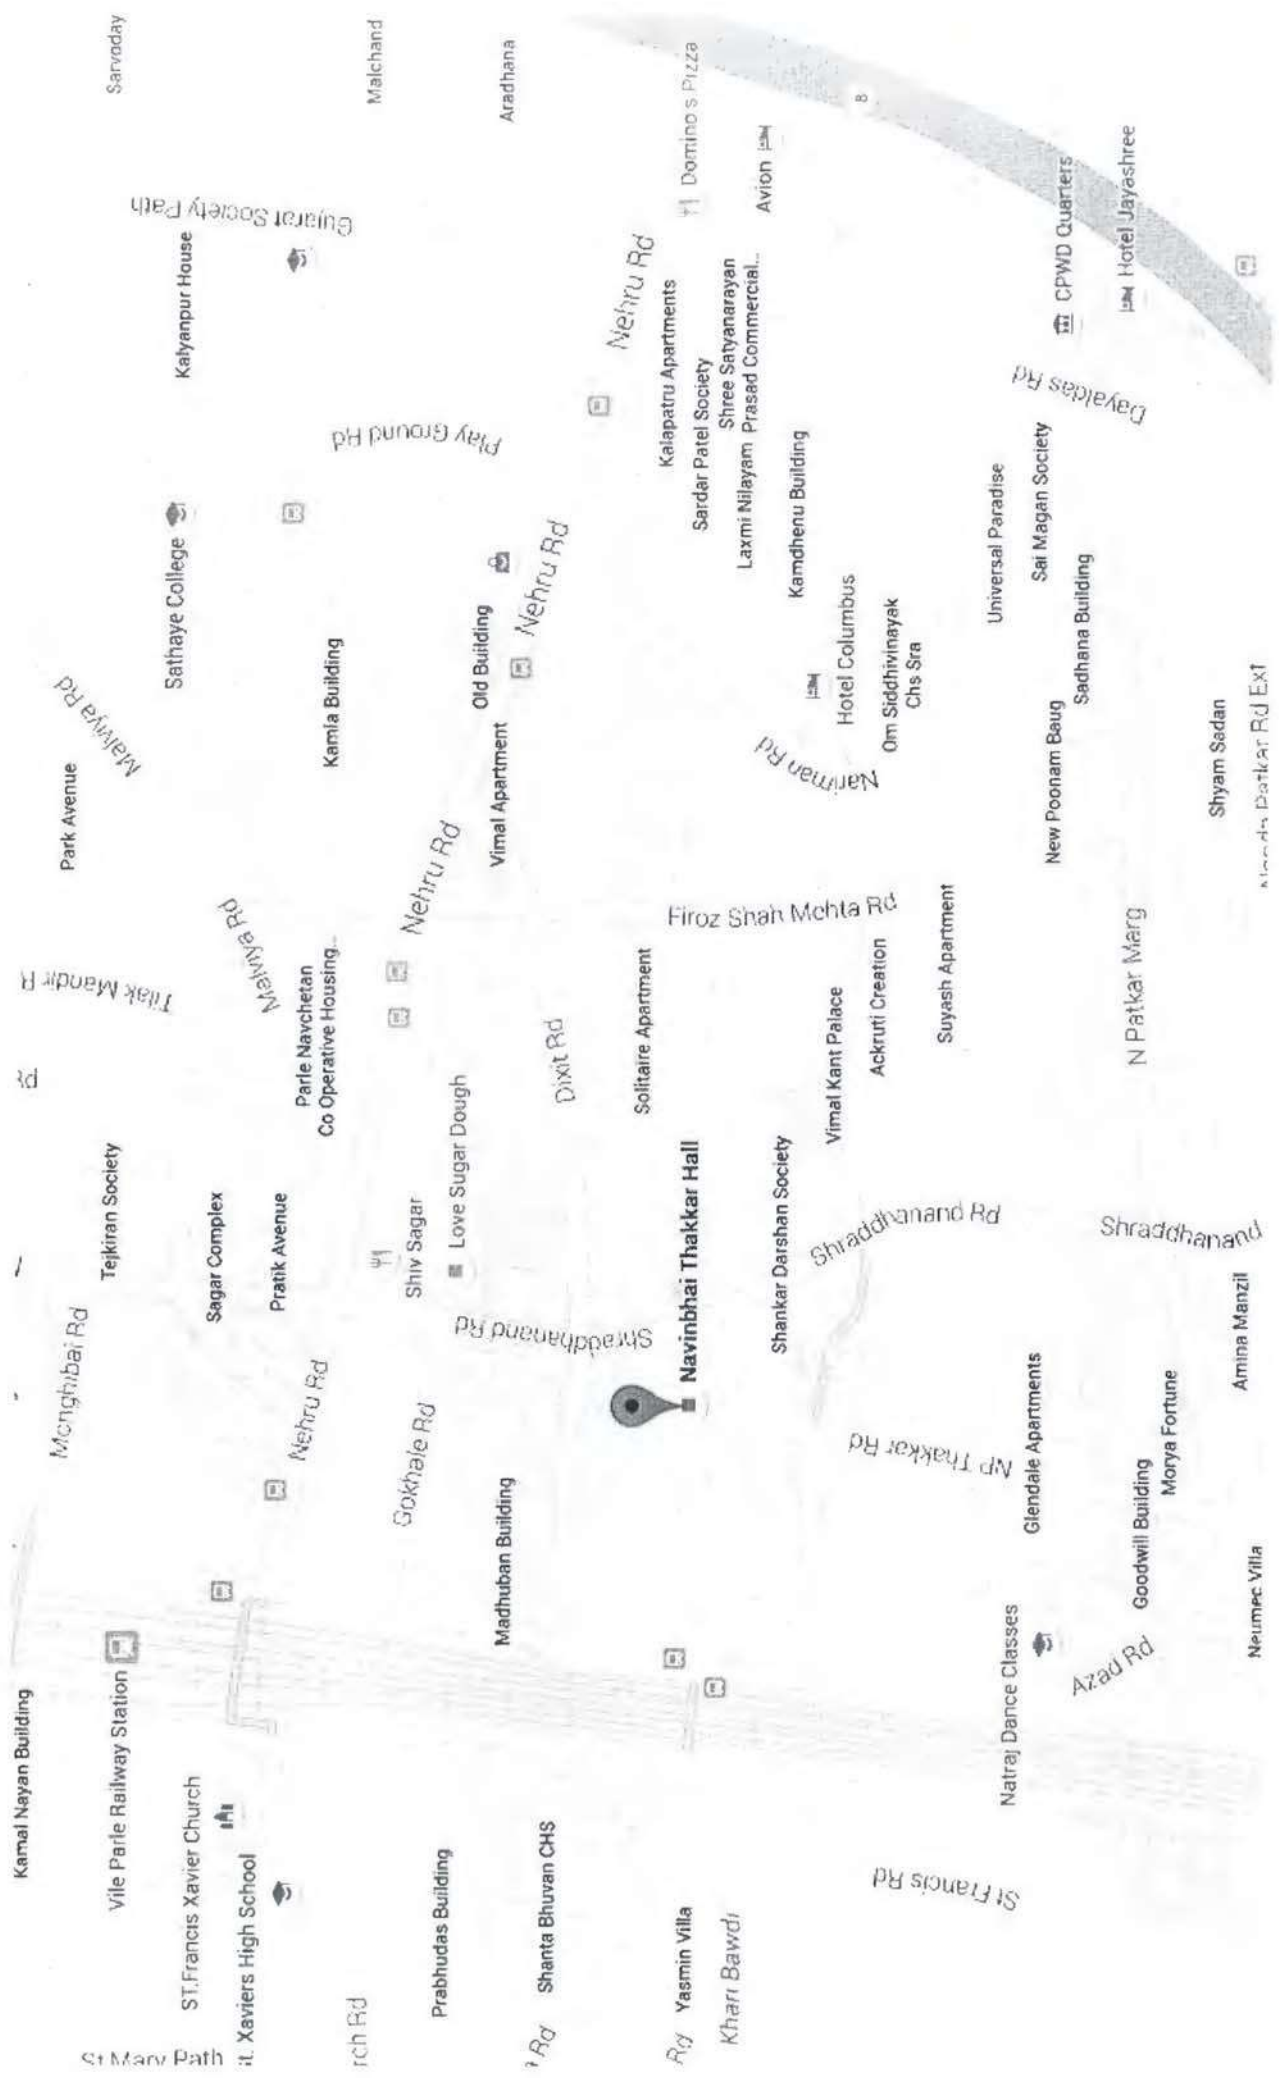 Kamal Nayan Building
Monghibai Rd
Rd
Tilak Mandir R
Park Avenue
Malviya Rd
Sarvoday
Vile Parle Railway Station
Tejkiran Society
Sathaye College
Kalyanpur House
Gujarat Society Path
St Mary Path
ST.Francis Xavier Church
Sagar Complex
Malviya Rd
t. Xaviers High School
Pratik Avenue
Parle Navchetan
Co Operative Housing...
Kamla Building
Play Ground Rd
Malchand
rch Rd
Nehru Rd
Gokhale Rd
Shiv Sagar
Love Sugar Dough
Nehru Rd
Prabhudas Building
Madhuban Building
Shraddhanand Rd
Vimal Apartment
Old Building
Nehru Rd
Aradhana
Rd
Shanta Bhuvan CHS
Dixit Rd
Solitaire Apartment
Nehru Rd
Rd
Yasmin Villa
Khari Bawdi
Navinbhai Thakkar Hall
Firoz Shah Mehta Rd
Kalapatru Apartments
Sardar Patel Society
Shree Satyanarayan
Prasad Commercial...
Laxmi Nilayam
Domino's Pizza
Avion
8
Shankar Darshan Society
Nariman Rd
Kamdhenu Building
Vimal Kant Palace
Hotel Columbus
Ackruti Creation
Om Siddhivinayak
Chs Sra
St Francis Rd
NP Thakkar Rd
Shraddhanand Rd
Suyash Apartment
Universal Paradise
Natraj Dance Classes
Glendale Apartments
New Poonam Baug
Sai Magan Society
Sadhana Building
Dayaldas Rd
CPWD Quarters
Hotel Jayashree
Azad Rd
Goodwill Building
Morya Fortune
N Patkar Marg
Shraddhanand
Shyam Sadan
Neumec Villa
Amina Manzil
Patkar Rd Ext